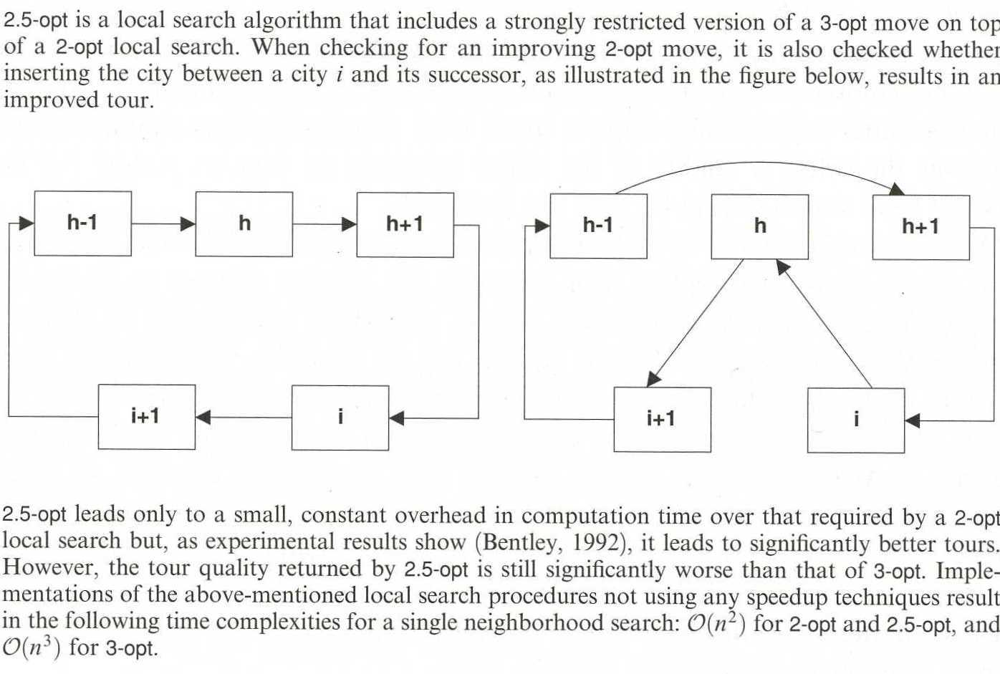 2.5-opt is a local search algorithm that includes a strongly restricted version of a 3-opt move on top
of a 2-opt local search. When checking for an improving 2-opt move, it is also checked whether
inserting the city between a city i and its successor, as illustrated in the figure below, results in an
improved tour.
h-1 h h+1 h-1 h h+1
i+1 i i+1 i
2.5-opt leads only to a small, constant overhead in computation time over that required by a 2-opt
local search but, as experimental results show (Bentley, 1992), it leads to significantly better tours.
However, the tour quality returned by 2.5-opt is still significantly worse than that of 3-opt. Imple-
mentations of the above-mentioned local search procedures not using any speedup techniques result
in the following time complexities for a single neighborhood search: O(n²) for 2-opt and 2.5-opt, and
O(n³) for 3-opt.